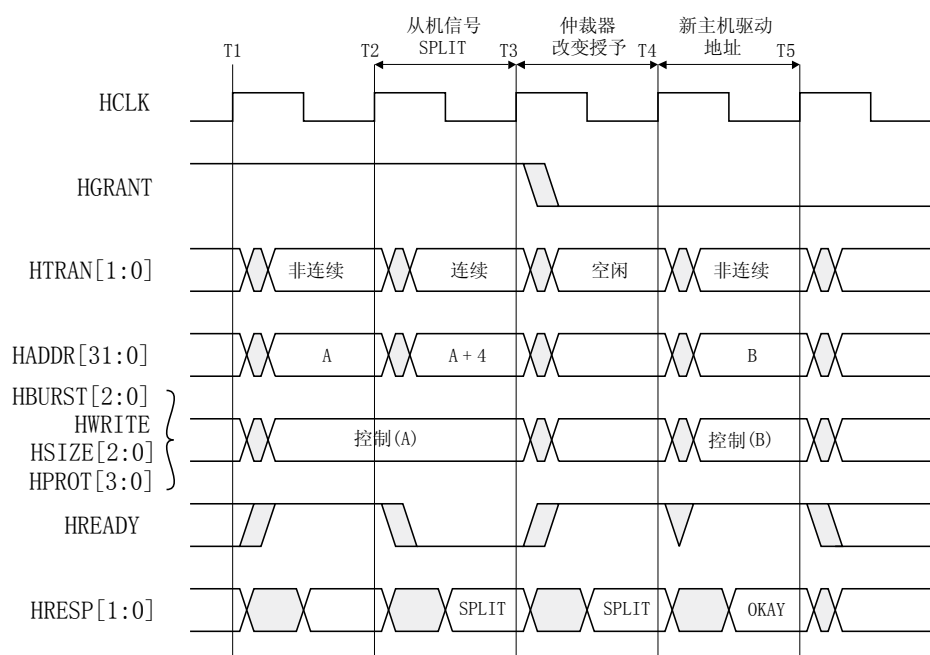 从机信号
SPLIT
仲裁器
改变授予
新主机驱动
地址
T1
T2
T3
T4
T5
HCLK
HGRANT
HTRAN[1:0]
非连续
连续
空闲
非连续
HADDR[31:0]
A
A+4
B
HBURST[2:0]
HWRITE
HSIZE[2:0]
HPROT[3:0]
控制(A)
控制(B)
HREADY
HRESP[1:0]
SPLIT
SPLIT
OKAY